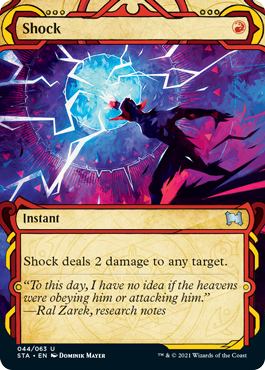 Shock
Instant
Shock deals 2 damage to any target.
“To this day, I have no idea if the heavens
were obeying him or attacking him.”
—Ral Zarek, research notes
044/063 U
STA • EN Dominik Mayer
™ & © 2021 Wizards of the Coast